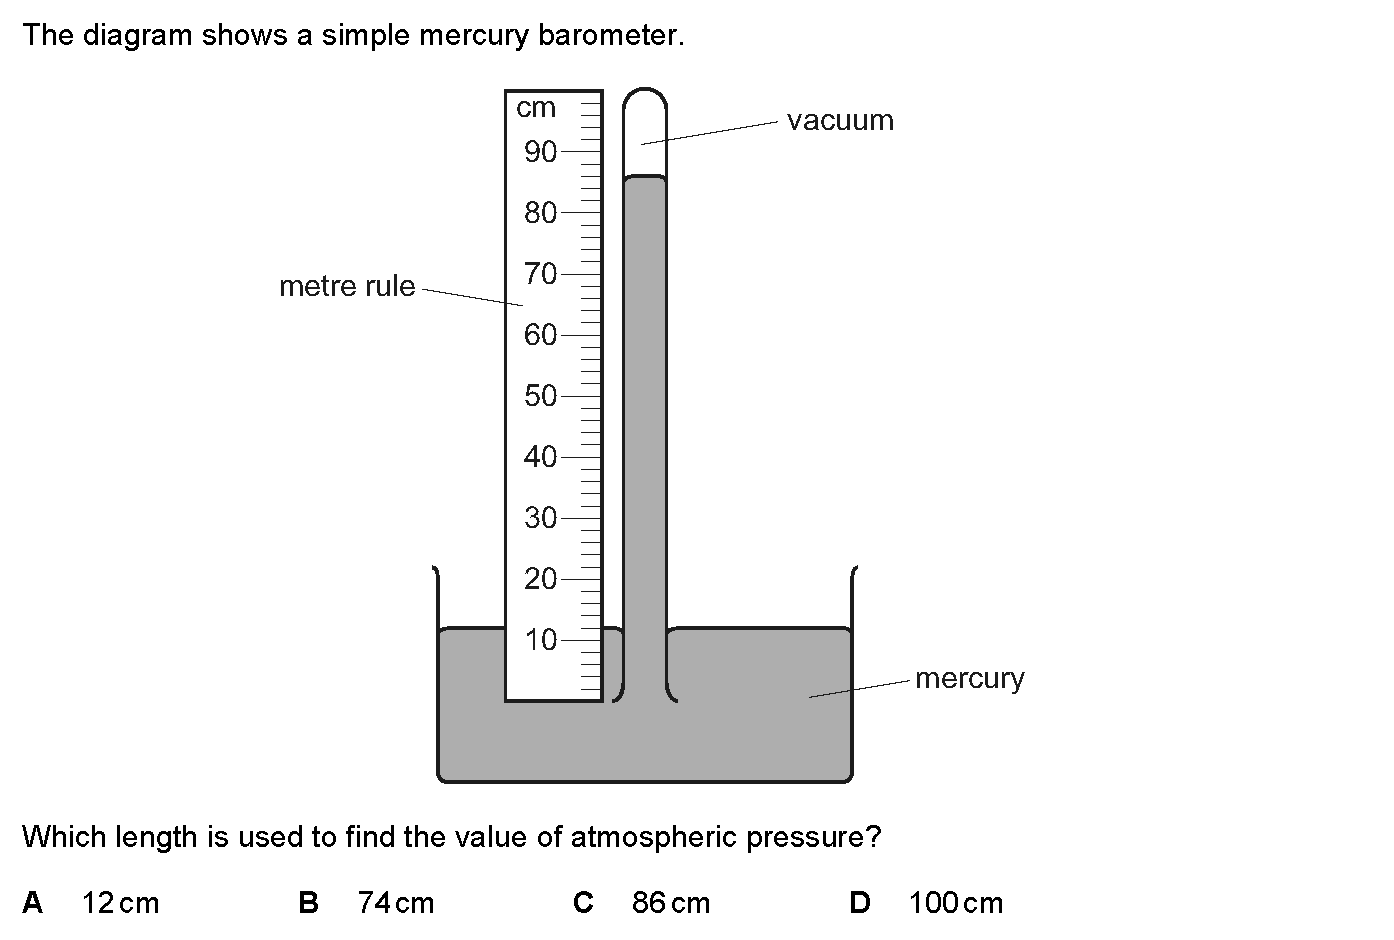 The diagram shows a simple mercury barometer.
cm
vacuum
90
80
70
metre rule
60
50
40
30
20
10
mercury
Which length is used to find the value of atmospheric pressure?
A 12 cm B 74 cm C 86 cm D 100 cm